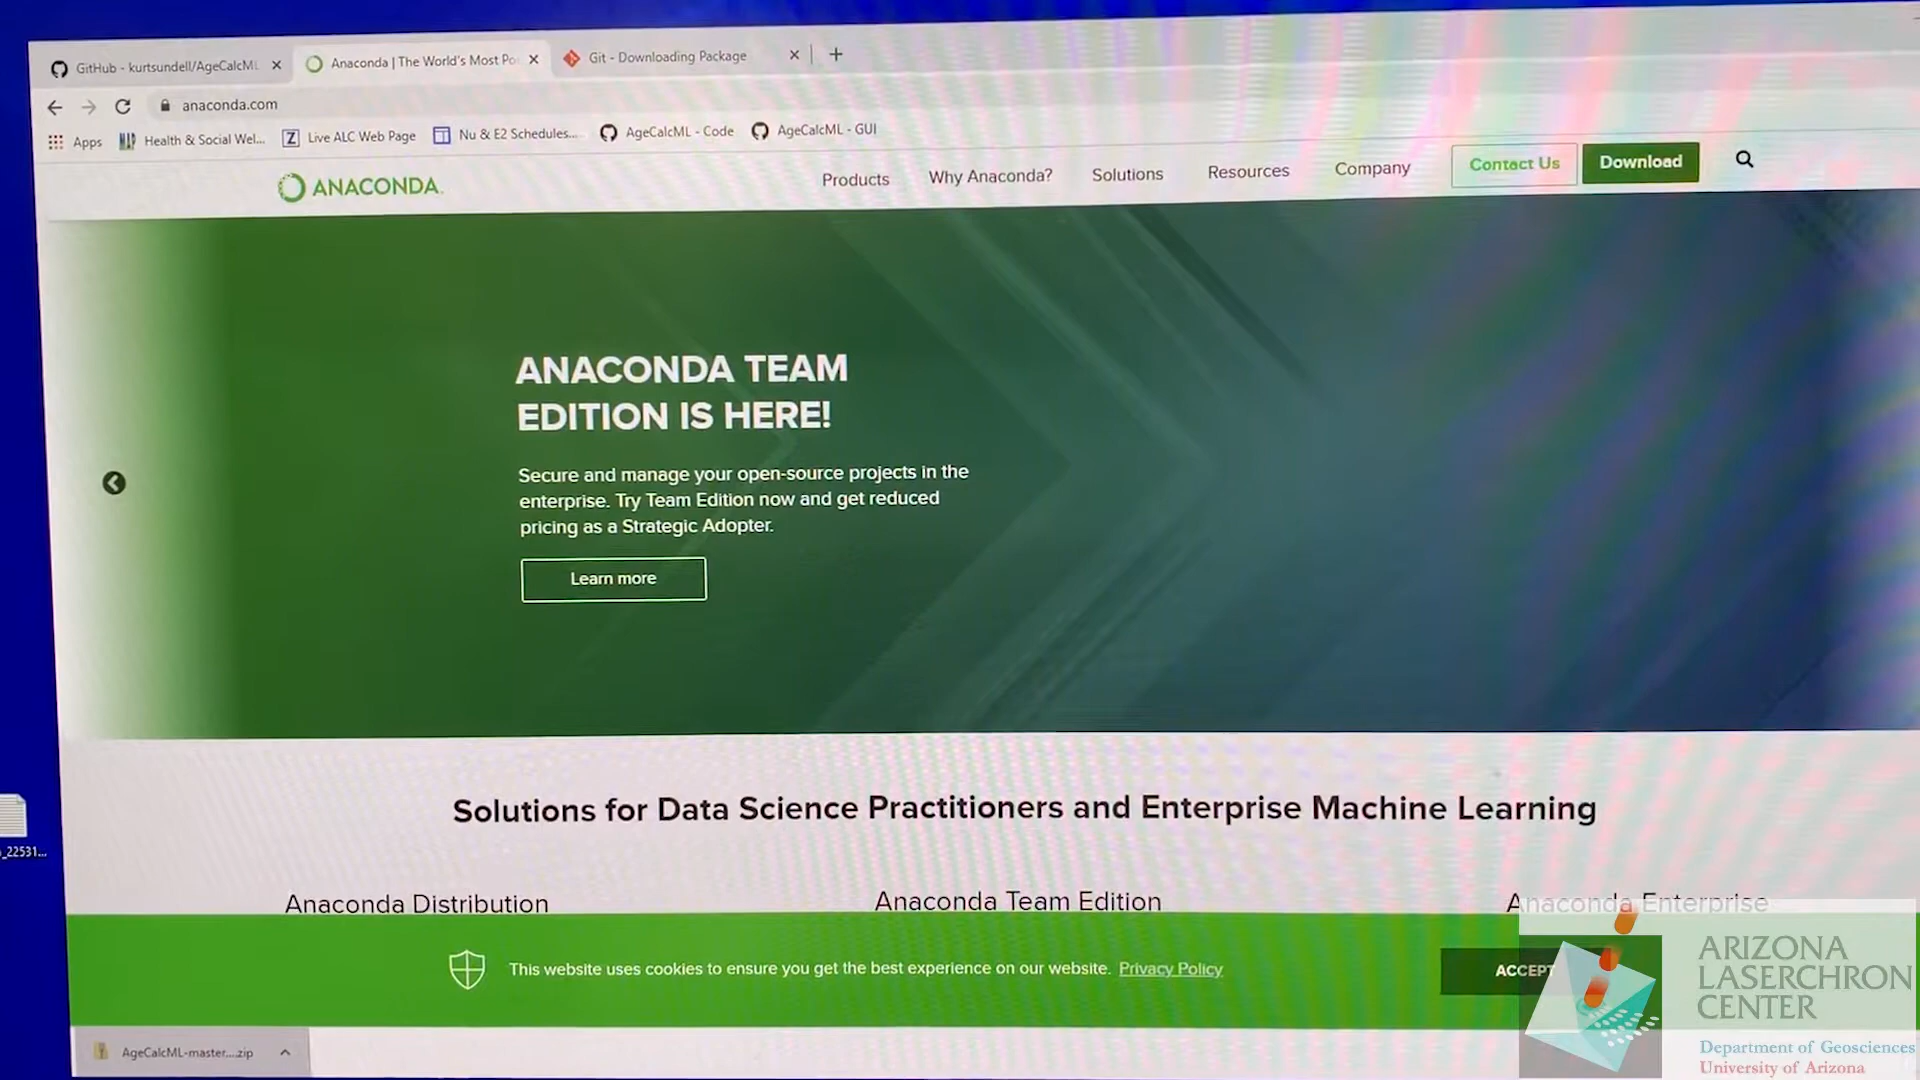 GitHub - kurtsundell/AgeCalcML
Anaconda | The World's Most Po
Git - Downloading Package
anaconda.com
Apps
Health & Social Wel...
Live ALC Web Page
Nu & E2 Schedules...
AgeCalcML - Code
AgeCalcML - GUI
ANACONDA.
Products
Why Anaconda?
Solutions
Resources
Company
Contact Us
Download
ANACONDA TEAM
EDITION IS HERE!
Secure and manage your open-source projects in the
enterprise. Try Team Edition now and get reduced
pricing as a Strategic Adopter.
Learn more
Solutions for Data Science Practitioners and Enterprise Machine Learning
_22531...
Anaconda Distribution
Anaconda Team Edition
Anaconda Enterprise
This website uses cookies to ensure you get the best experience on our website. Privacy Policy
ACCEPT
AgeCalcML-master....zip
ARIZONA
LASERCHRON
CENTER
Department of Geosciences
University of Arizona